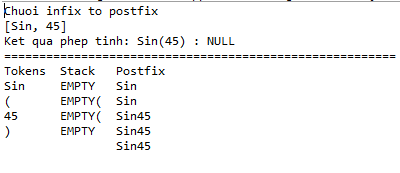 Chuoi infix to postfix
[Sin, 45]
Ket qua phep tinh: Sin(45) : NULL
======================================================
Tokens Stack Postfix
Sin EMPTY Sin
( EMPTY( Sin
45 EMPTY( Sin45
) EMPTY Sin45
Sin45